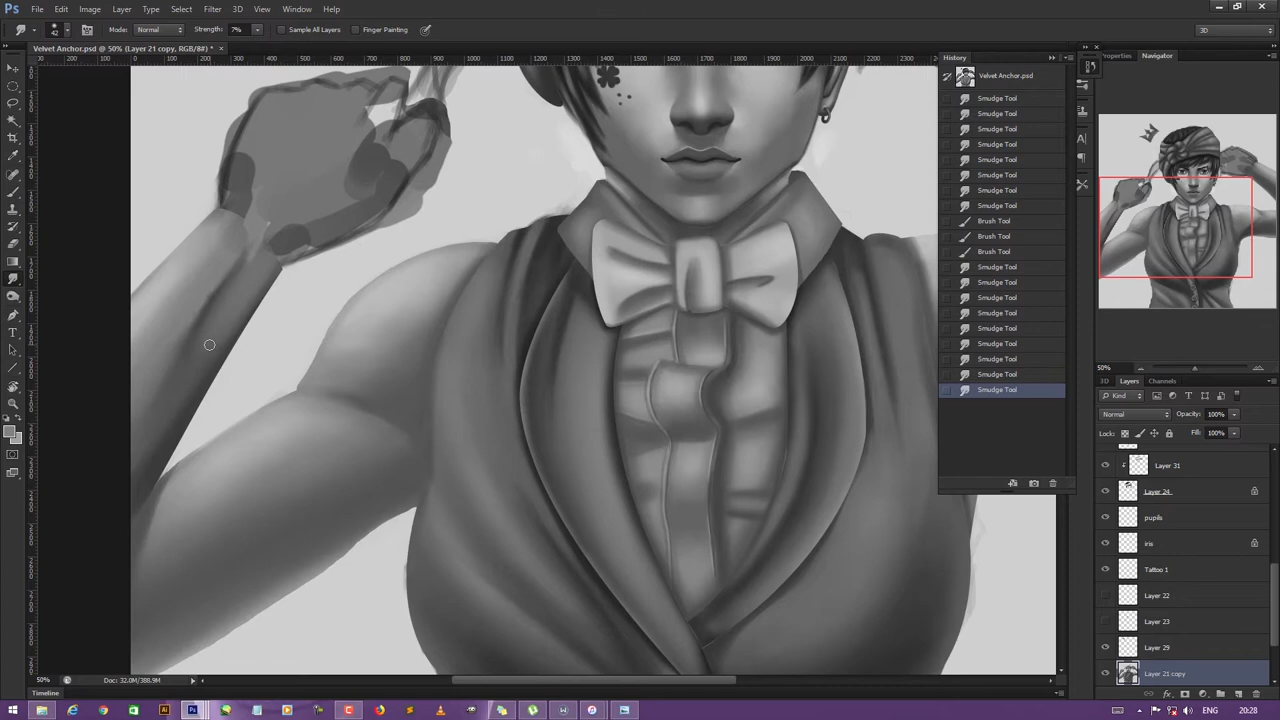 Ps File Edit Image Layer Type Select Filter 3D View Window Help
42 Mode: Normal Strength: 7% Sample All Layers Finger Painting 3D
Velvet Anchor.psd @ 50% (Layer 21 copy, RGB/8#) * ×
History
Properties Navigator
Velvet Anchor.psd
Smudge Tool
Smudge Tool
Smudge Tool
Smudge Tool
Smudge Tool
Smudge Tool
Smudge Tool
Smudge Tool
Brush Tool
Brush Tool
Brush Tool
Smudge Tool
Smudge Tool
Smudge Tool
Smudge Tool
Smudge Tool
Smudge Tool
Smudge Tool
Smudge Tool
Smudge Tool
50%
3D Layers Channels
Kind
Normal Opacity: 100%
Lock: Fill: 100%
Layer 31
Layer 24
pupils
iris
Tattoo 1
Layer 22
Layer 23
Layer 29
Layer 21 copy
50% Doc: 32.0M/388.9M
Timeline
ENG 20:28